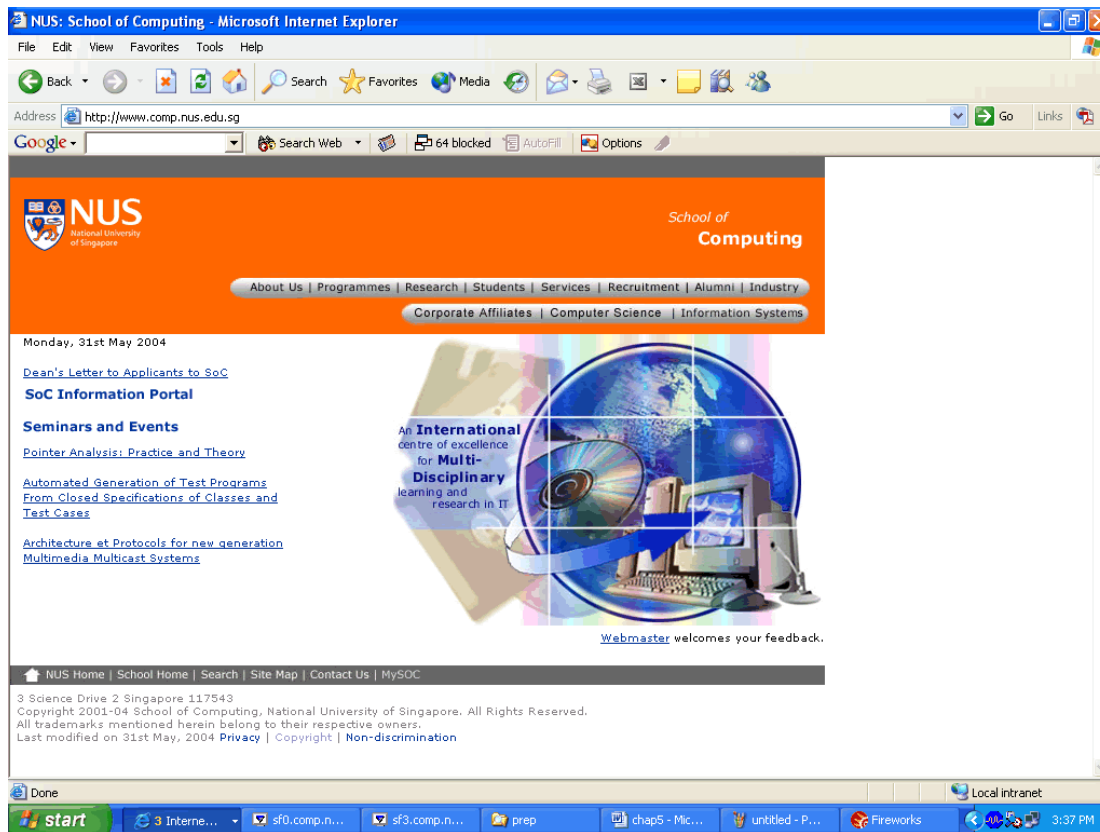 NUS: School of Computing - Microsoft Internet Explorer
File Edit View Favorites Tools Help
Back Search Favorites Media
Address http://www.comp.nus.edu.sg Go Links
Google Search Web 64 blocked AutoFill Options
NUS
National University
of Singapore
School of
Computing
About Us | Programmes | Research | Students | Services | Recruitment | Alumni | Industry
Corporate Affiliates | Computer Science | Information Systems
Monday, 31st May 2004
Dean's Letter to Applicants to SoC
SoC Information Portal
Seminars and Events
Pointer Analysis: Practice and Theory
Automated Generation of Test Programs
From Closed Specifications of Classes and
Test Cases
Architecture et Protocols for new generation
Multimedia Multicast Systems
An International
centre of excellence
for Multi-
Disciplinary
learning and
research in IT
Webmaster welcomes your feedback.
NUS Home | School Home | Search | Site Map | Contact Us | MySOC
3 Science Drive 2 Singapore 117543
Copyright 2001-04 School of Computing, National University of Singapore. All Rights Reserved.
All trademarks mentioned herein belong to their respective owners.
Last modified on 31st May, 2004 Privacy | Copyright | Non-discrimination
Done Local intranet
start 3 Interne... sf0.comp.n... sf3.comp.n... prep chap5 - Mic... untitled - P... Fireworks 3:37 PM